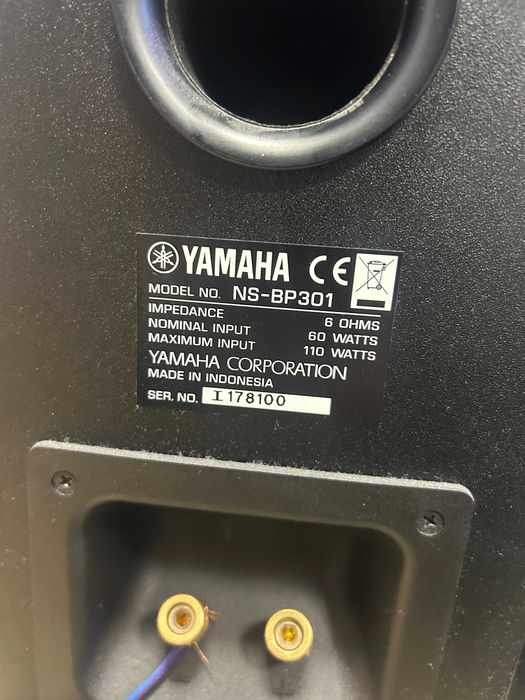 YAMAHA CE
MODEL NO. NS-BP301
IMPEDANCE 6 OHMS
NOMINAL INPUT 60 WATTS
MAXIMUM INPUT 110 WATTS
YAMAHA CORPORATION
MADE IN INDONESIA
SER. NO. I178100